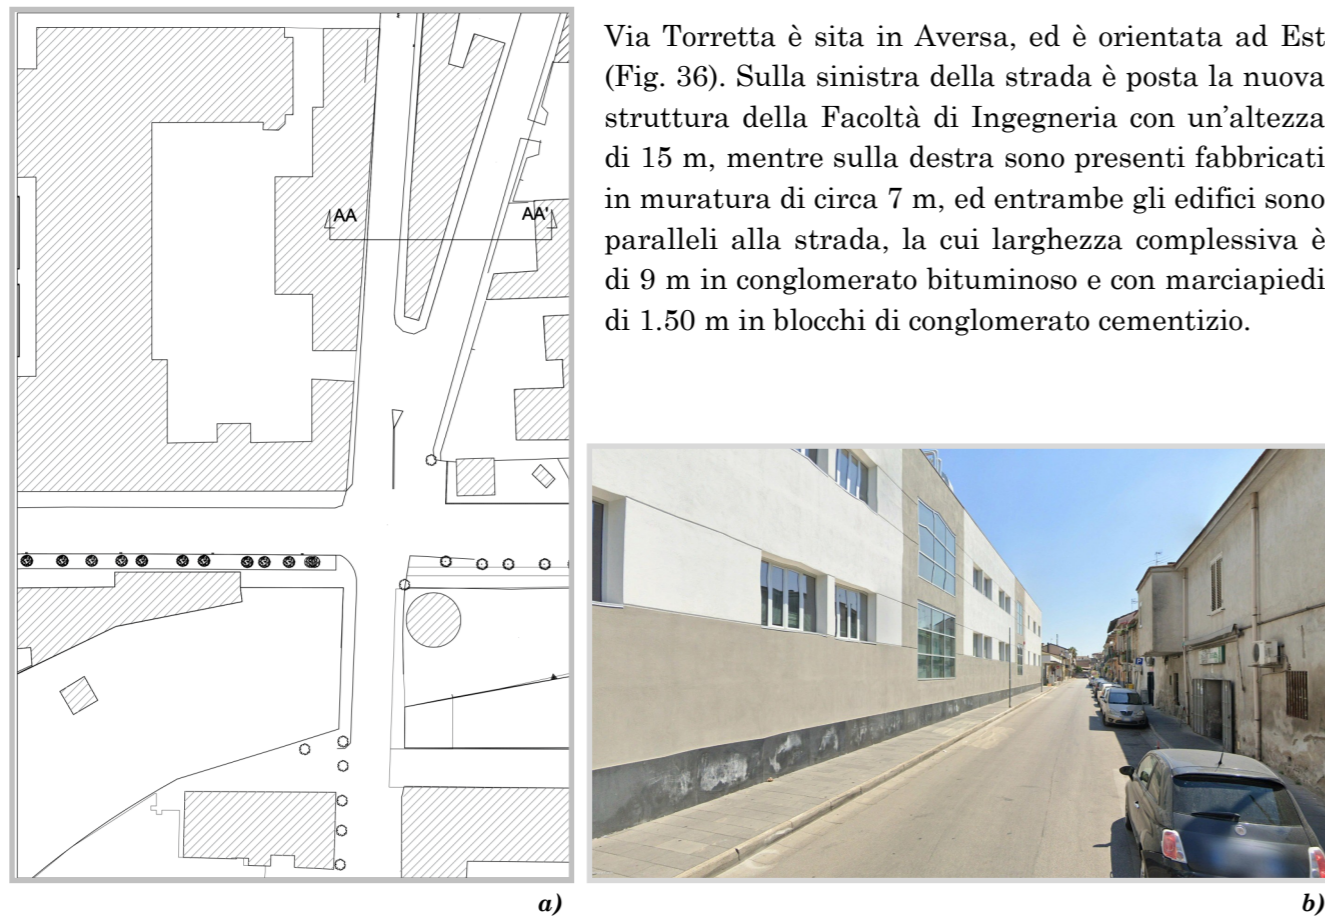 Via Torretta è sita in Aversa, ed è orientata ad Est
(Fig. 36). Sulla sinistra della strada è posta la nuova
struttura della Facoltà di Ingegneria con un’altezza
di 15 m, mentre sulla destra sono presenti fabbricati
in muratura di circa 7 m, ed entrambe gli edifici sono
paralleli alla strada, la cui larghezza complessiva è
di 9 m in conglomerato bituminoso e con marciapiedi
di 1.50 m in blocchi di conglomerato cementizio.
AA
AA'
P
a)
b)